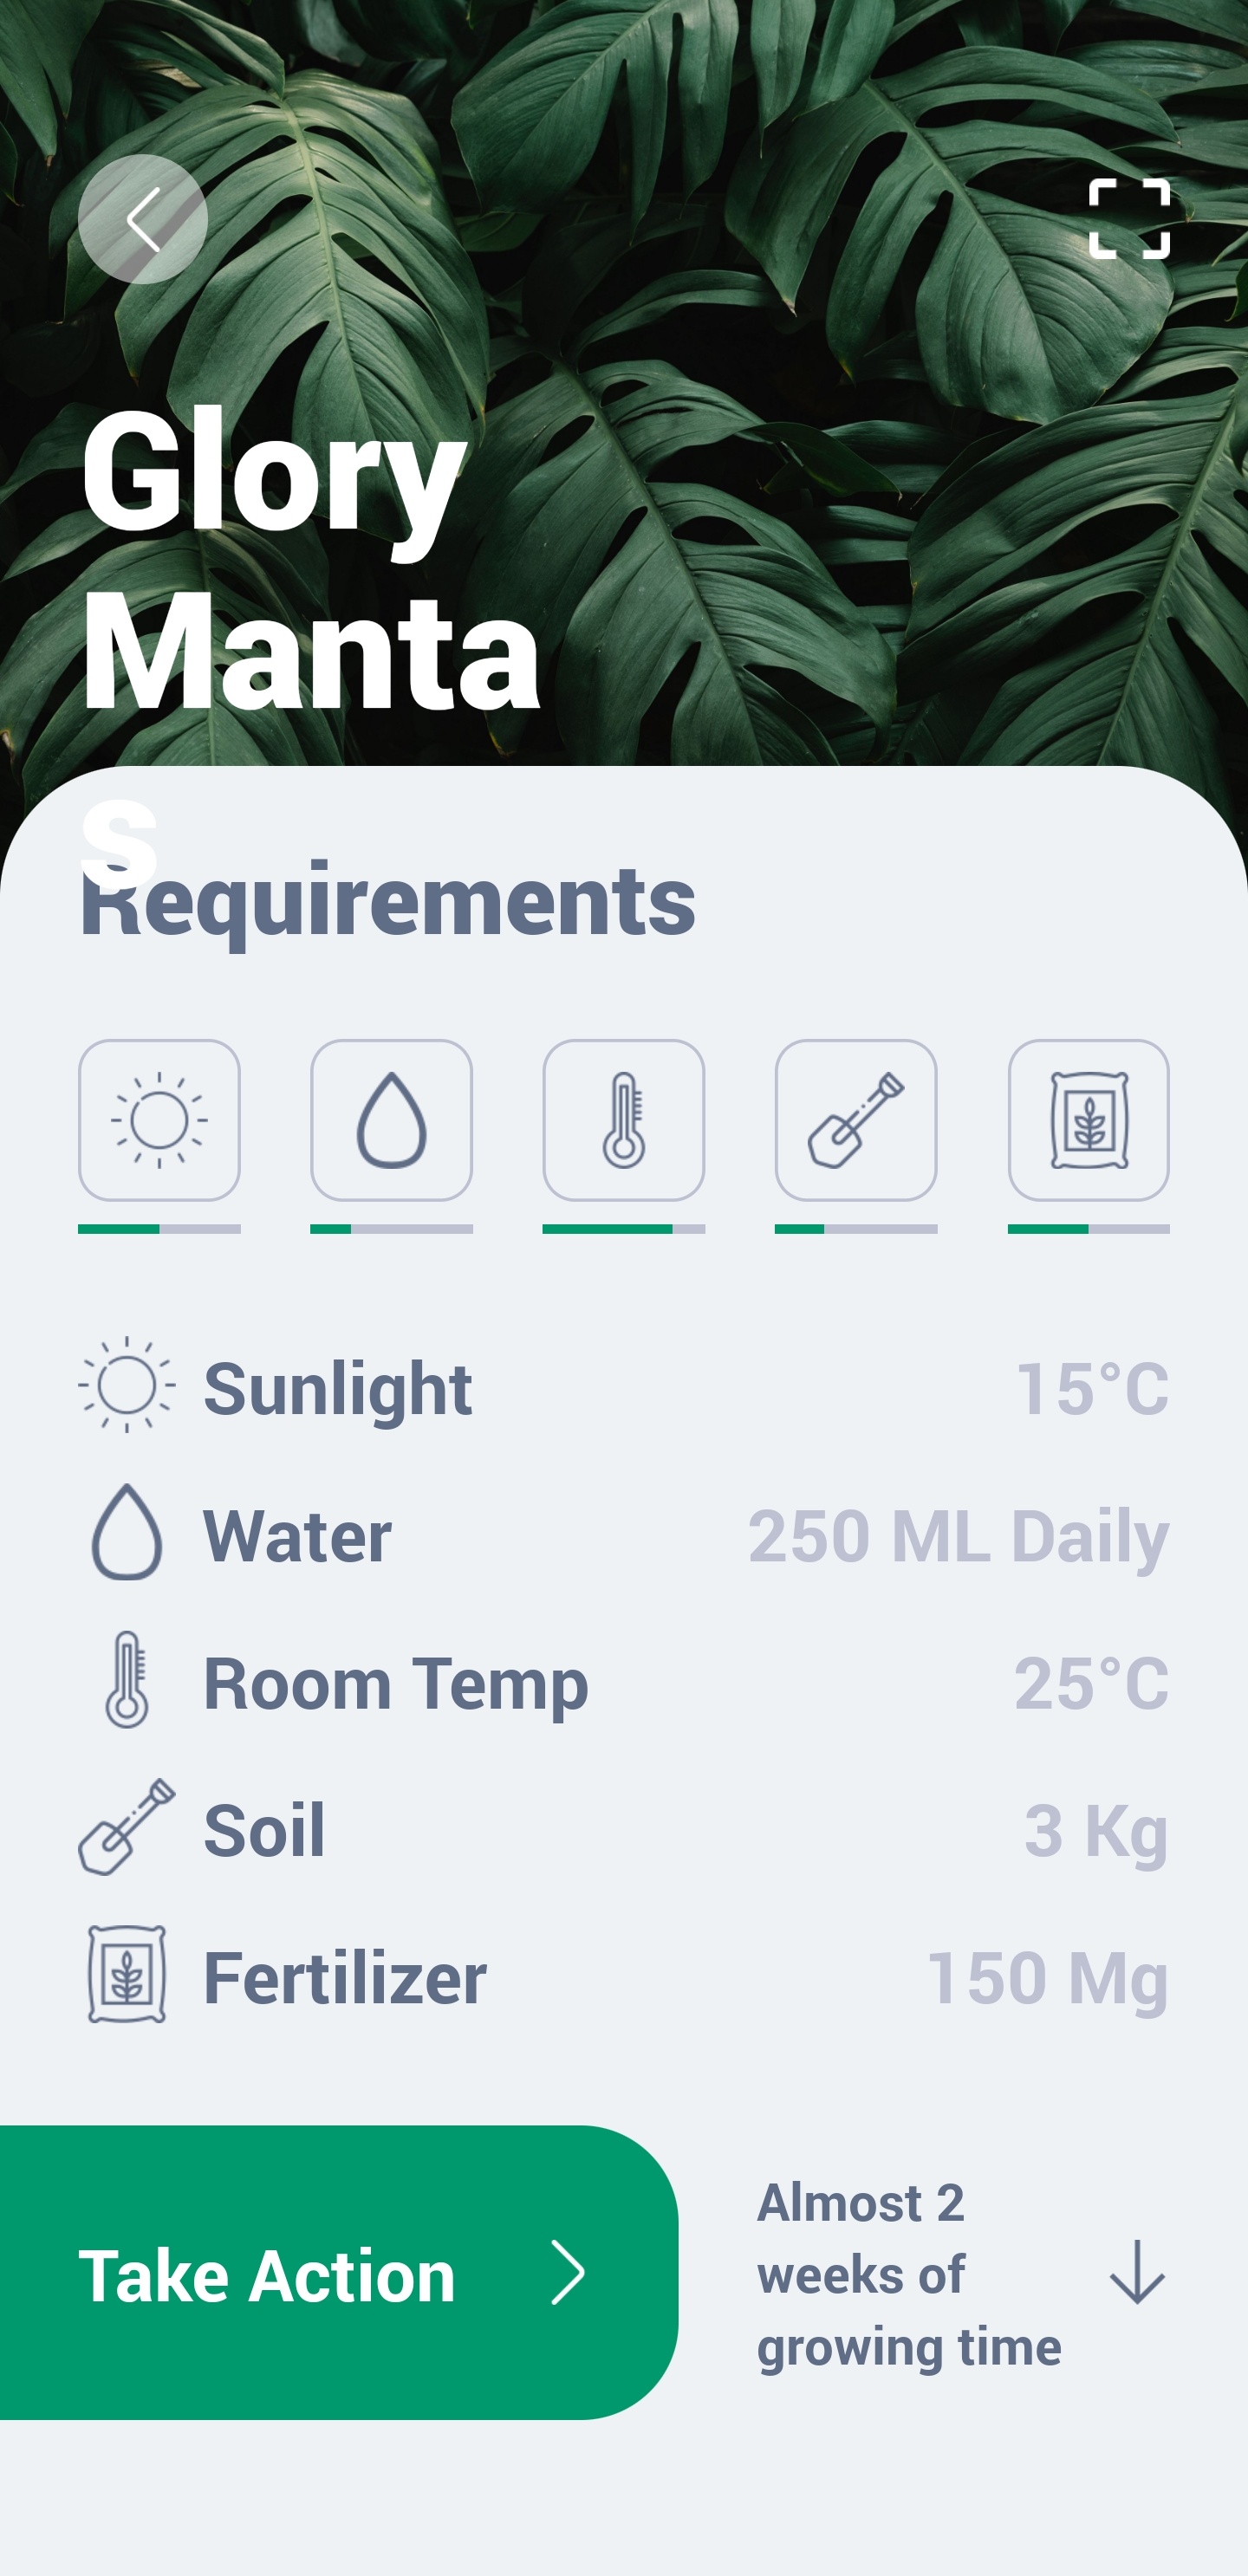 Glory
Manta
s
Requirements
Sunlight 15°C
Water 250 ML Daily
Room Temp 25°C
Soil 3 Kg
Fertilizer 150 Mg
Take Action
Almost 2
weeks of
growing time